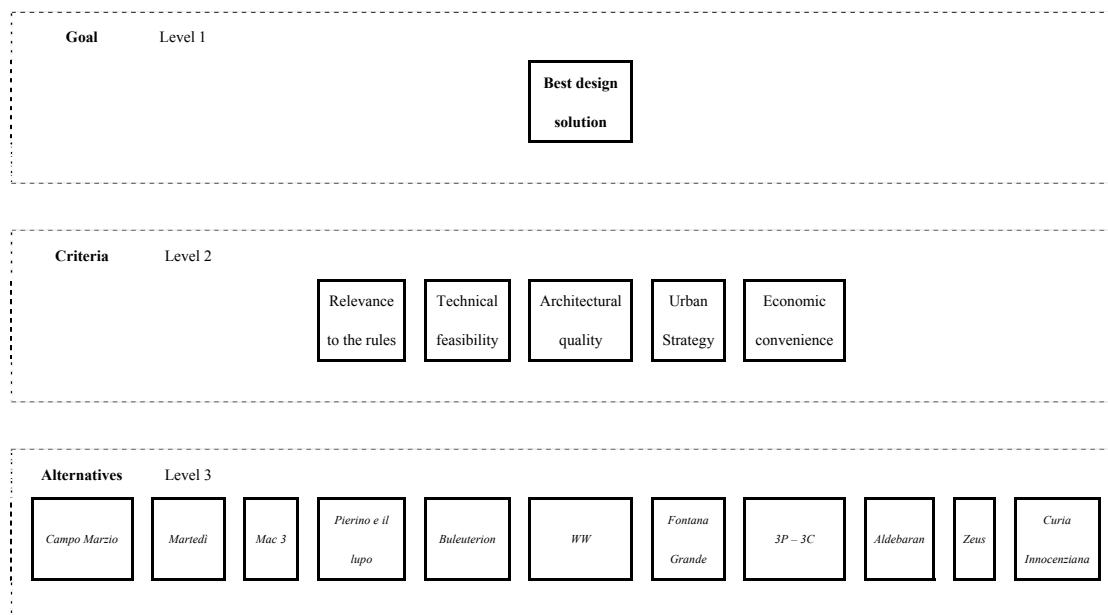 Goal Level 1
Best design
solution
Criteria Level 2
Relevance
to the rules
Technical
feasibility
Architectural
quality
Urban
Strategy
Economic
convenience
Alternatives Level 3
Campo Marzio
Martedì
Mac 3
Pierino e il
lupo
Buleuterion
WW
Fontana
Grande
3P – 3C
Aldebaran
Zeus
Curia
Innocenziana